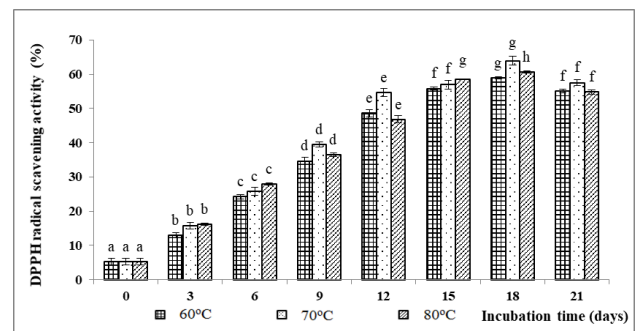 DPPH radical scavening activity (%)
70
60
50
40
30
20
10
0
a a a
b b b
c c c
d d d
e e e
f f g
g g h
f f f
0 3 6 9 12 15 18 21
60ºC 70ºC 80ºC Incubation time (days)